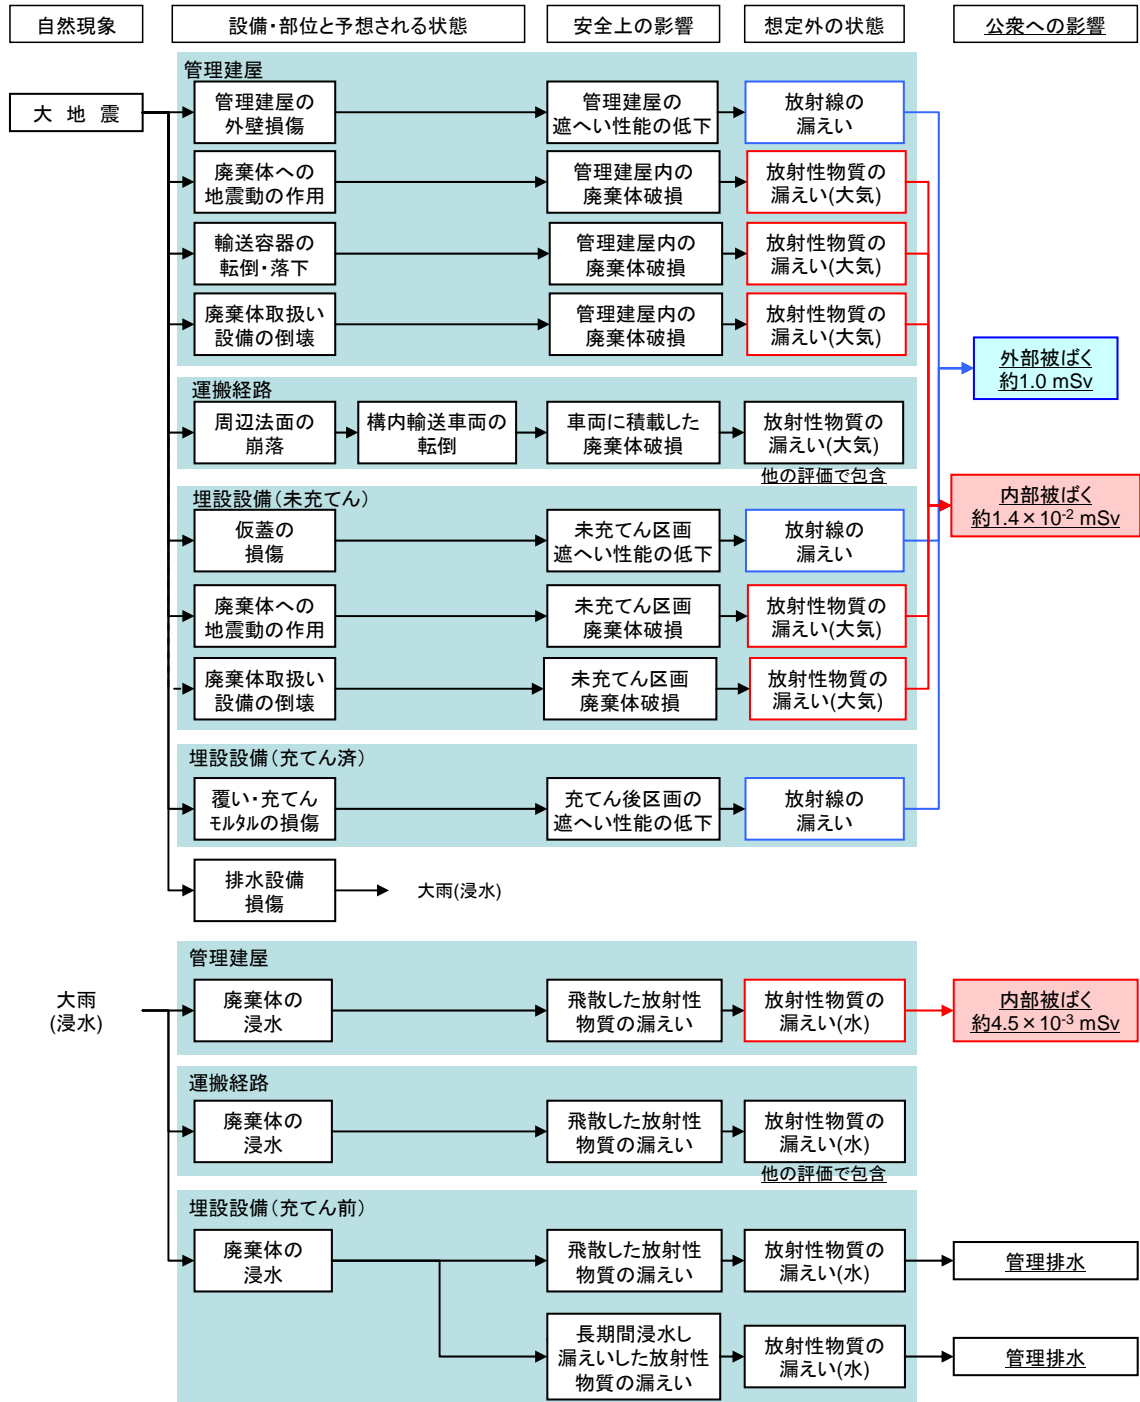 自然現象
設備・部位と予想される状態
安全上の影響
想定外の状態
公衆への影響
大 地 震
管理建屋
管理建屋の
外壁損傷
管理建屋の
遮へい性能の低下
放射線の
漏えい
廃棄体への
地震動の作用
管理建屋内の
廃棄体破損
放射性物質の
漏えい(大気)
輸送容器の
転倒・落下
管理建屋内の
廃棄体破損
放射性物質の
漏えい(大気)
廃棄体取扱い
設備の倒壊
管理建屋内の
廃棄体破損
放射性物質の
漏えい(大気)
外部被ばく
約1.0 mSv
運搬経路
周辺法面の
崩落
構内輸送車両の
転倒
車両に積載した
廃棄体破損
放射性物質の
漏えい(大気)
他の評価で包含
内部被ばく
約1.4×10⁻² mSv
埋設設備(未充てん)
仮蓋の
損傷
未充てん区画
遮へい性能の低下
放射線の
漏えい
廃棄体への
地震動の作用
未充てん区画
廃棄体破損
放射性物質の
漏えい(大気)
廃棄体取扱い
設備の倒壊
未充てん区画
廃棄体破損
放射性物質の
漏えい(大気)
埋設設備(充てん済)
覆い・充てん
ﾓﾙﾀﾙの損傷
充てん後区画の
遮へい性能の低下
放射線の
漏えい
排水設備
損傷
大雨(浸水)
大雨
(浸水)
管理建屋
廃棄体の
浸水
飛散した放射性
物質の漏えい
放射性物質の
漏えい(水)
内部被ばく
約4.5×10⁻³ mSv
運搬経路
廃棄体の
浸水
飛散した放射性
物質の漏えい
放射性物質の
漏えい(水)
他の評価で包含
埋設設備(充てん前)
廃棄体の
浸水
飛散した放射性
物質の漏えい
放射性物質の
漏えい(水)
管理排水
長期間浸水し
漏えいした放射性
物質の漏えい
放射性物質の
漏えい(水)
管理排水